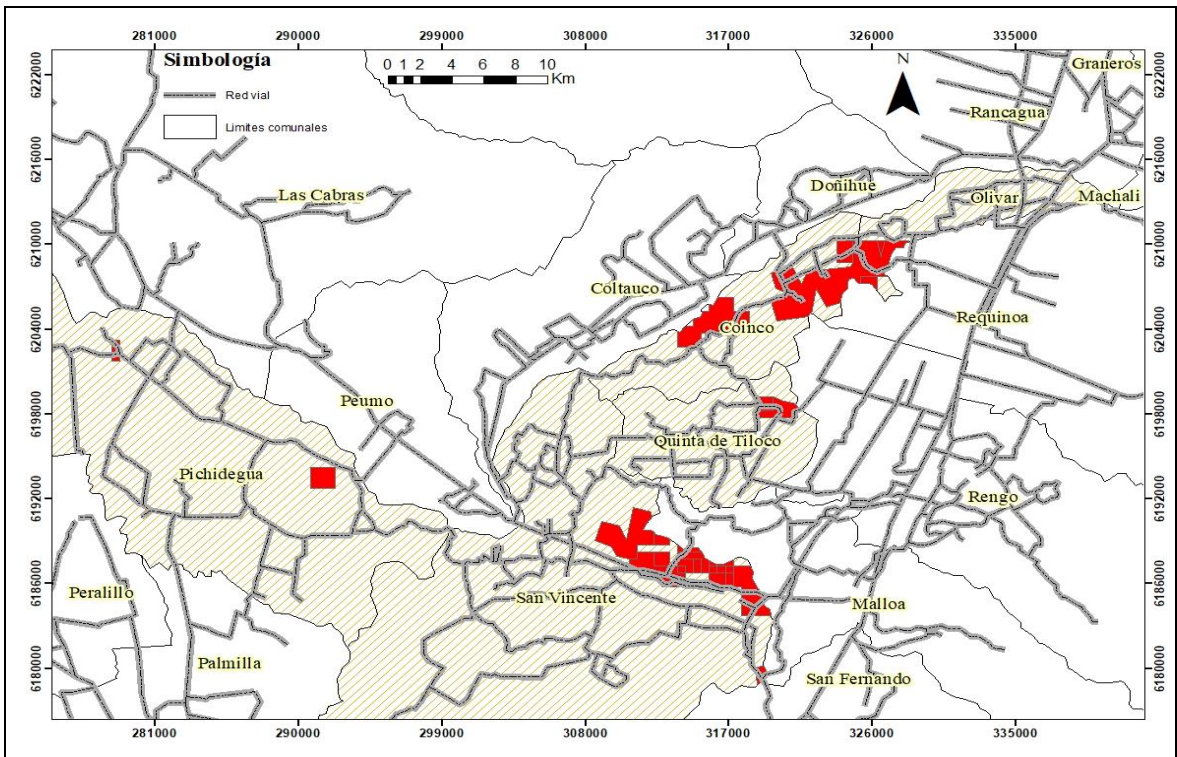 281000 290000 299000 308000 317000 326000 335000
Simbología
Red vial
Limites comunales
0 1 2 4 6 8 10
Km
N
6222000 6222000
6216000 6216000
6210000 6210000
6204000 6204000
6198000 6198000
6192000 6192000
6186000 6186000
6180000 6180000
Graneros
Rancagua
Doñihue
Las Cabras
Olivar
Machali
Coltauco
Requinoa
Coinco
Peumo
Quinta de Tiloco
Pichidegua
Rengo
Peralillo
San Vincente
Malloa
Palmilla
San Fernando
281000 290000 299000 308000 317000 326000 335000